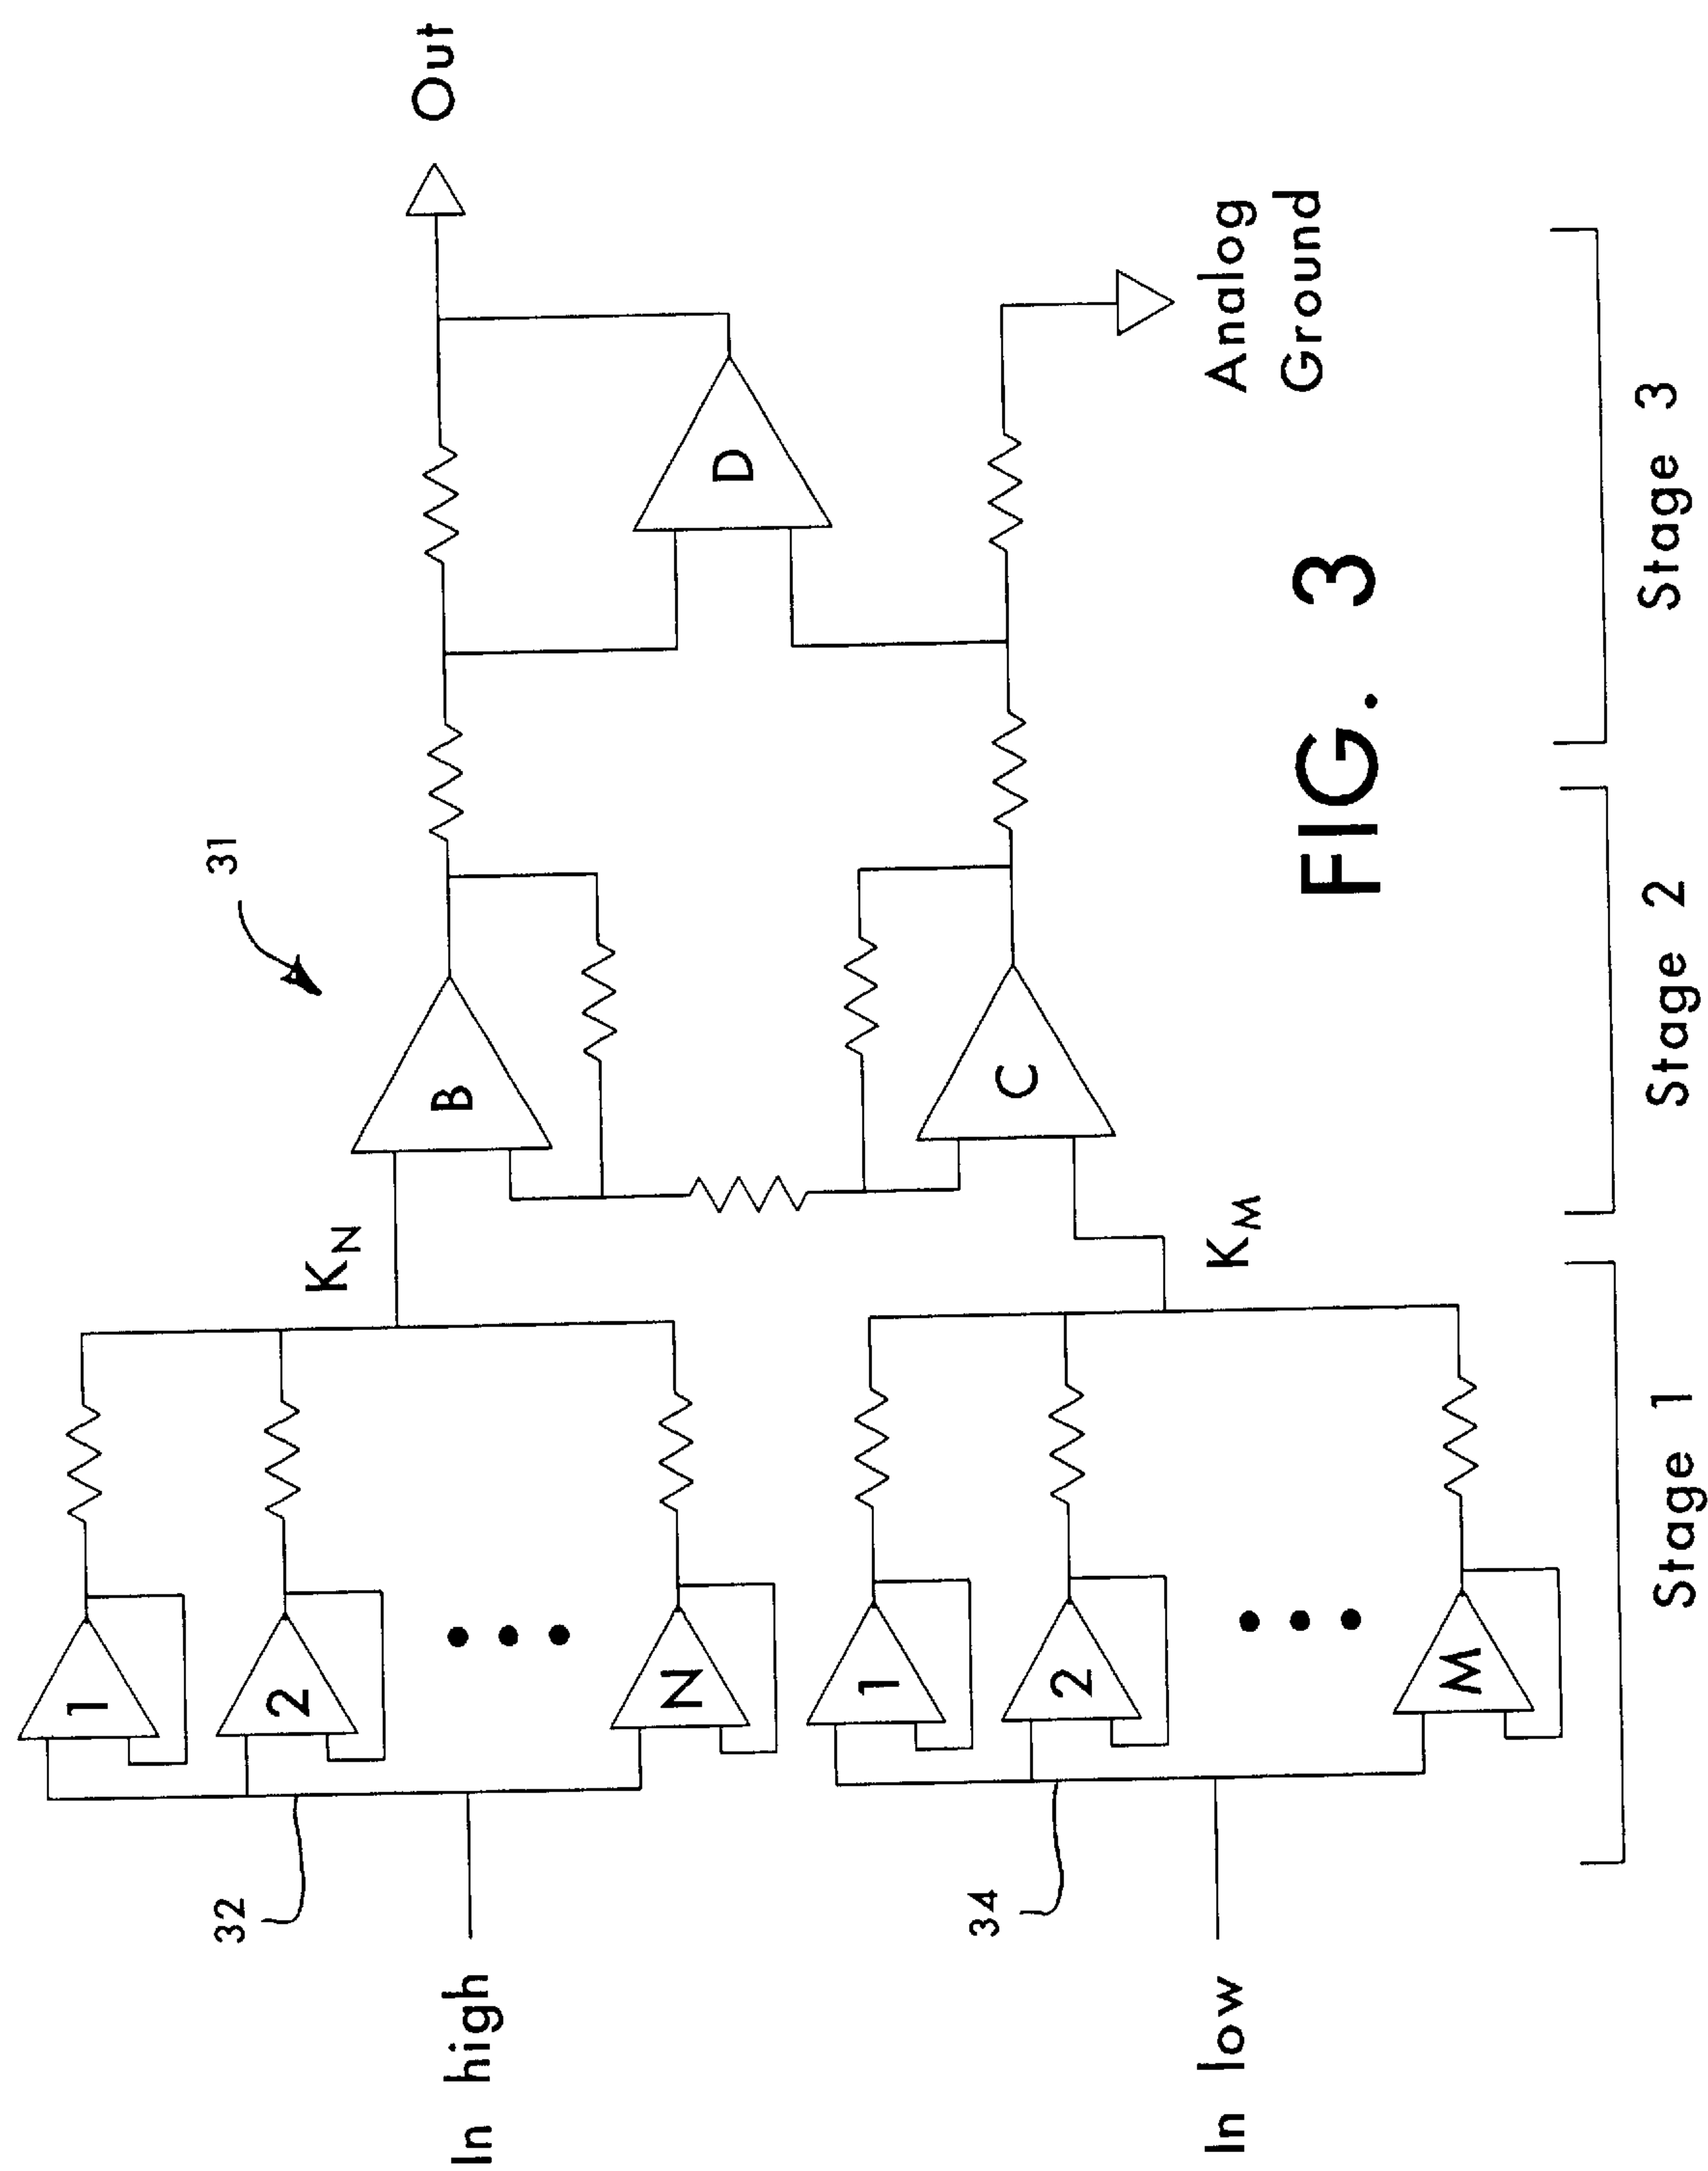 31
Out
K_N
B
D
1
2
N
32
In high
C
1
2
M
K_M
34
In low
Analog
Ground
FIG. 3
Stage 1
Stage 2
Stage 3